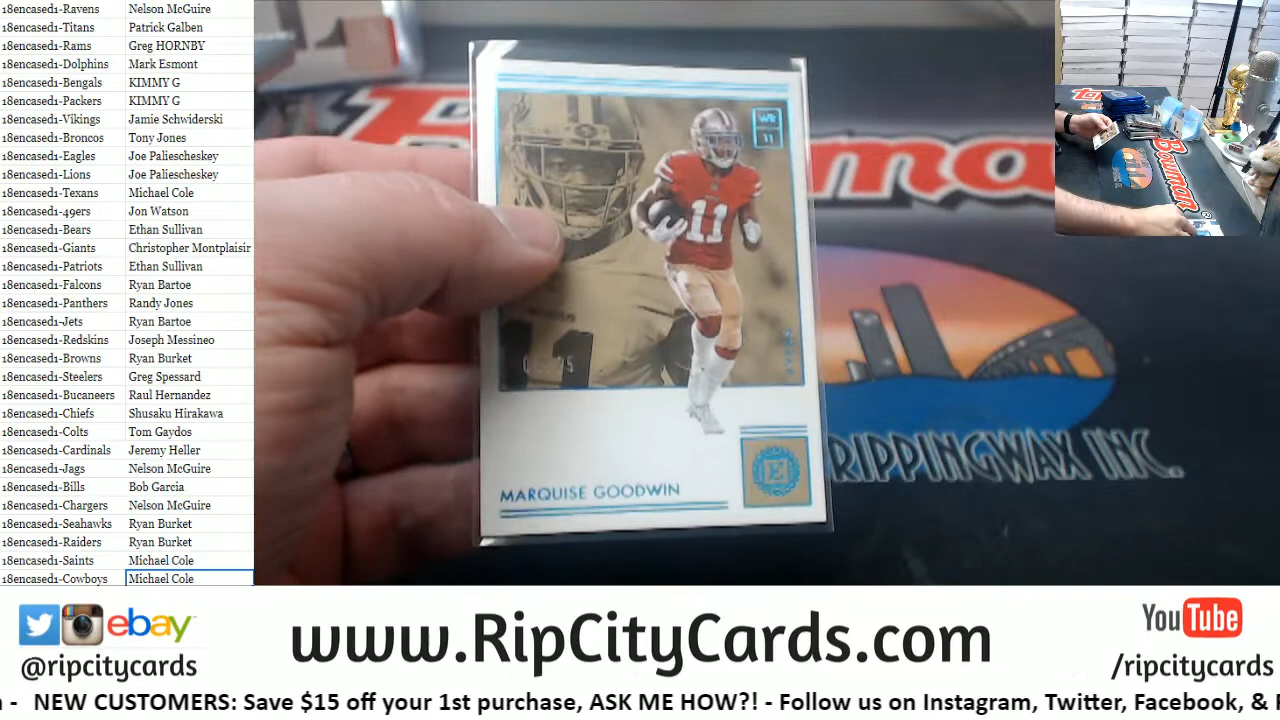 18encased1-Ravens Nelson McGuire
18encased1-Titans Patrick Galben
18encased1-Rams Greg HORNBY
18encased1-Dolphins Mark Esmont
18encased1-Bengals KIMMY G
18encased1-Packers KIMMY G
18encased1-Vikings Jamie Schwiderski
18encased1-Broncos Tony Jones
18encased1-Eagles Joe Paliescheskey
18encased1-Lions Joe Paliescheskey
18encased1-Texans Michael Cole
18encased1-49ers Jon Watson
18encased1-Bears Ethan Sullivan
18encased1-Giants Christopher Montplaisir
18encased1-Patriots Ethan Sullivan
18encased1-Falcons Ryan Bartoe
18encased1-Panthers Randy Jones
18encased1-Jets Ryan Bartoe
18encased1-Redskins Joseph Messineo
18encased1-Browns Ryan Burket
18encased1-Steelers Greg Spessard
18encased1-Bucaneers Raul Hernandez
18encased1-Chiefs Shusaku Hirakawa
18encased1-Colts Tom Gaydos
18encased1-Cardinals Jeremy Heller
18encased1-Jags Nelson McGuire
18encased1-Bills Bob Garcia
18encased1-Chargers Nelson McGuire
18encased1-Seahawks Ryan Burket
18encased1-Raiders Ryan Burket
18encased1-Saints Michael Cole
18encased1-Cowboys Michael Cole
WR
11
11
49ERS
E
MARQUISE GOODWIN
RIPPINGWAX INC.
Bowman
ebay
@ripcitycards
www.RipCityCards.com
YouTube
/ripcitycards
- NEW CUSTOMERS: Save $15 off your 1st purchase, ASK ME HOW?! - Follow us on Instagram, Twitter, Facebook, &